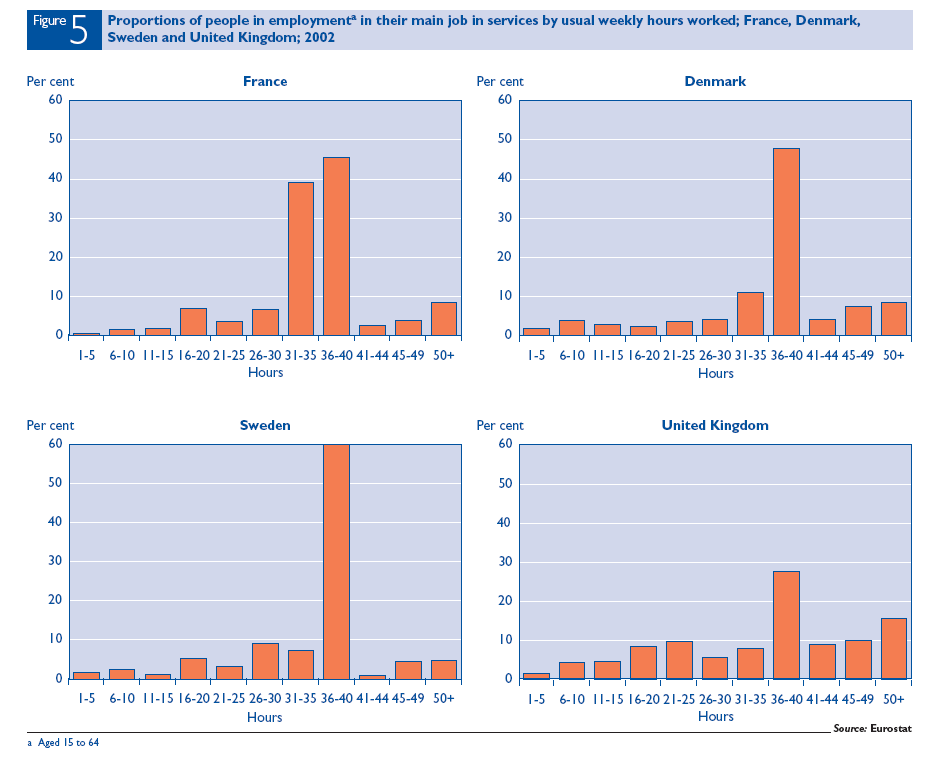 Figure 5
Proportions of people in employmentª in their main job in services by usual weekly hours worked; France, Denmark,
Sweden and United Kingdom; 2002
Per cent
France
60
50
40
30
20
10
0
1-5 6-10 11-15 16-20 21-25 26-30 31-35 36-40 41-44 45-49 50+
Hours
Per cent
Denmark
60
50
40
30
20
10
0
1-5 6-10 11-15 16-20 21-25 26-30 31-35 36-40 41-44 45-49 50+
Hours
Per cent
Sweden
60
50
40
30
20
10
0
1-5 6-10 11-15 16-20 21-25 26-30 31-35 36-40 41-44 45-49 50+
Hours
Per cent
United Kingdom
60
50
40
30
20
10
0
1-5 6-10 11-15 16-20 21-25 26-30 31-35 36-40 41-44 45-49 50+
Hours
Source: Eurostat
a Aged 15 to 64